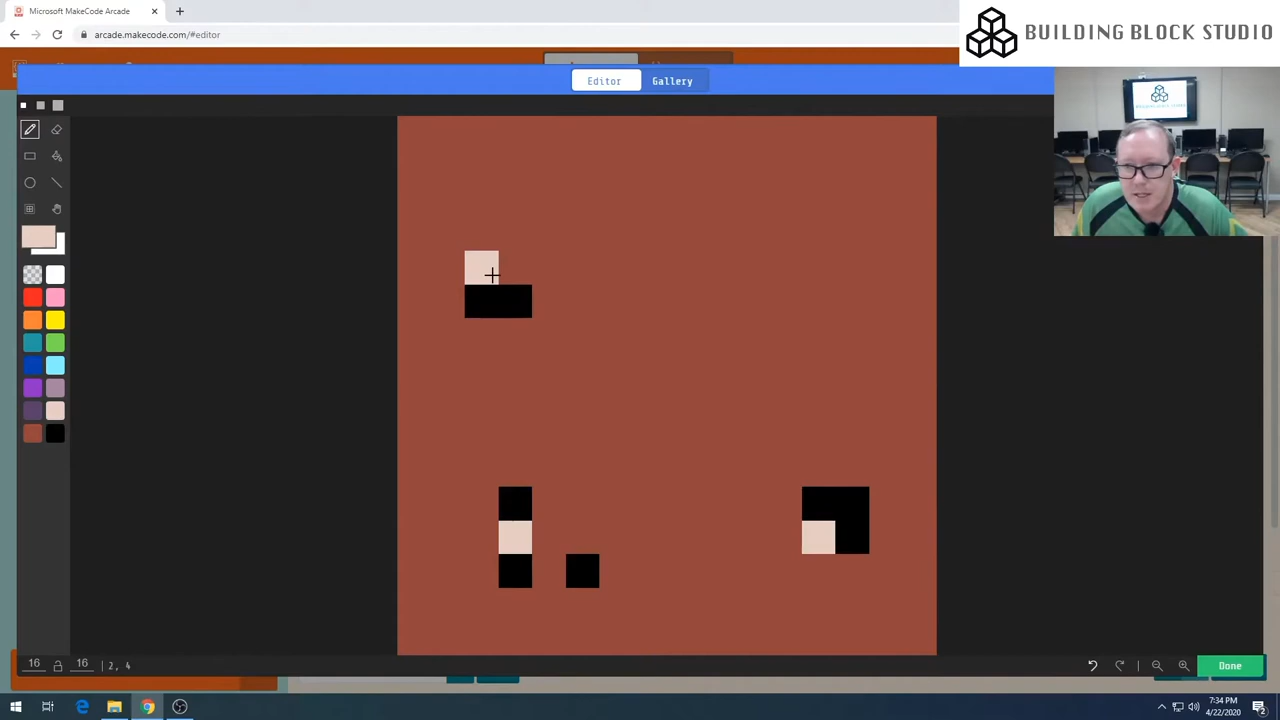 Microsoft MakeCode Arcade
arcade.makecode.com/#editor
BUILDING BLOCK STUDIO
Editor
Gallery
16
16
2, 4
Done
7:34 PM
4/22/2020
2